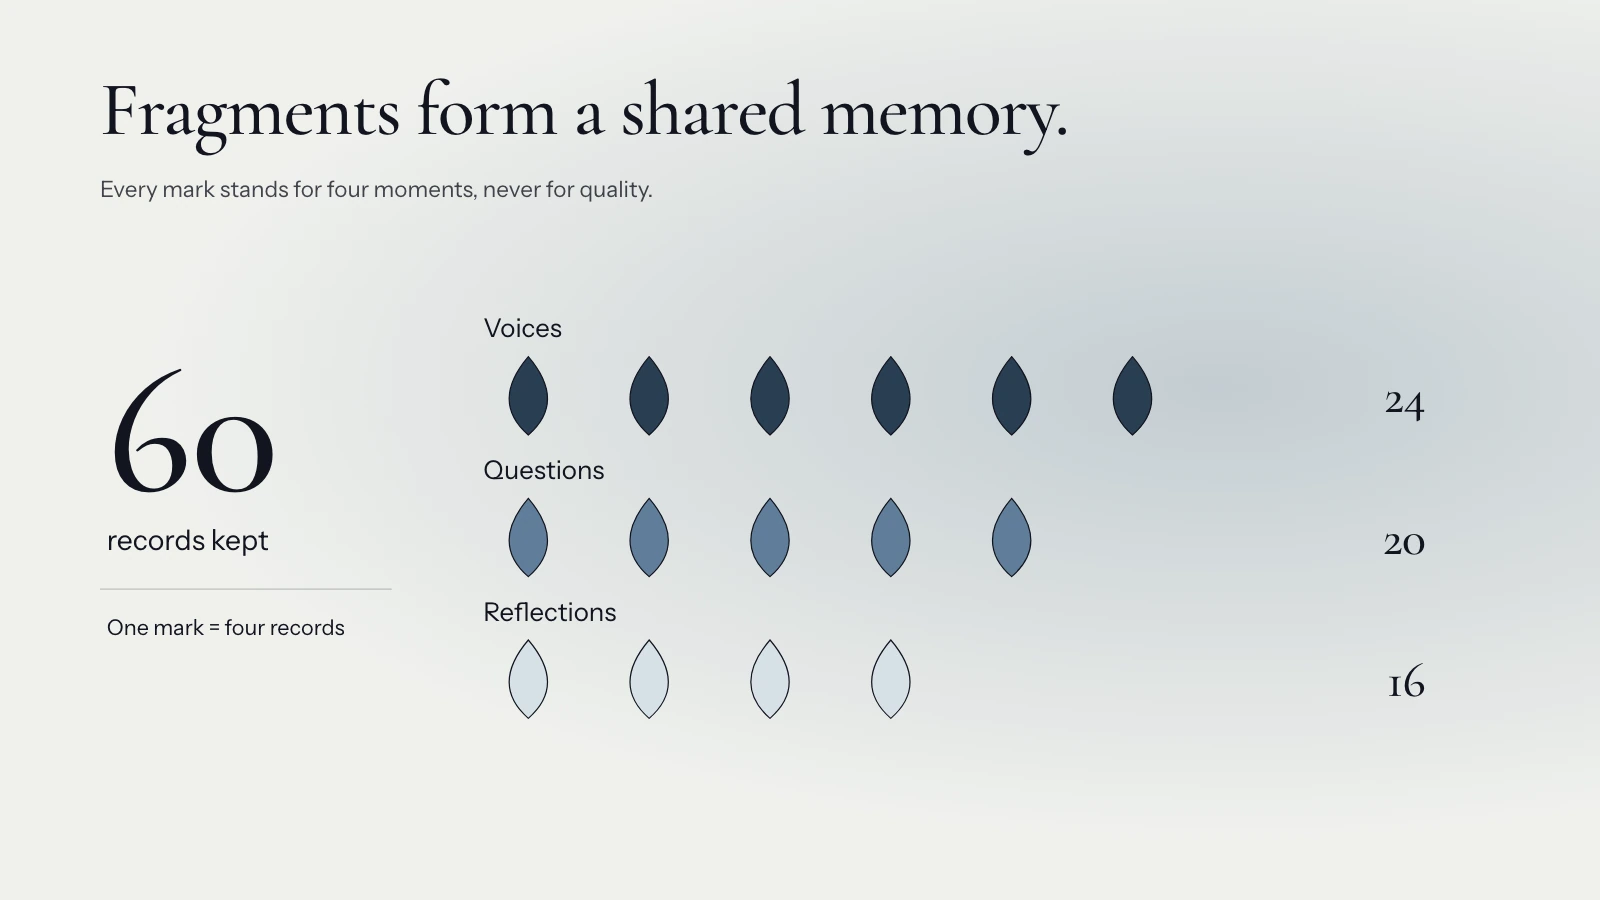 Fragments form a shared memory.
Every mark stands for four moments, never for quality.
60
records kept
One mark = four records
Voices
24
Questions
20
Reflections
16